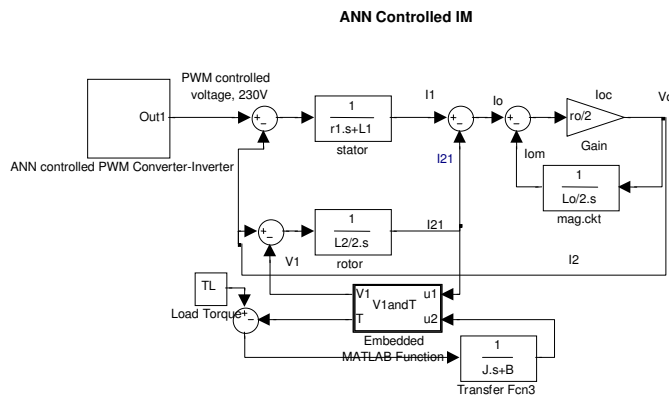 ANN Controlled IM
PWM controlled
voltage, 230V
Out1
ANN controlled PWM Converter-Inverter
+
−
1
r1.s+L1
stator
I1
+
−
I21
Io
+
−
Iom
ro/2
Ioc
Gain
1
Lo/2.s
mag.ckt
+
−
V1
1
L2/2.s
rotor
I21
I2
TL
Load Torque
+
−
V1
T
V1andT
u1
u2
Embedded
MATLAB Function
1
J.s+B
Transfer Fcn3